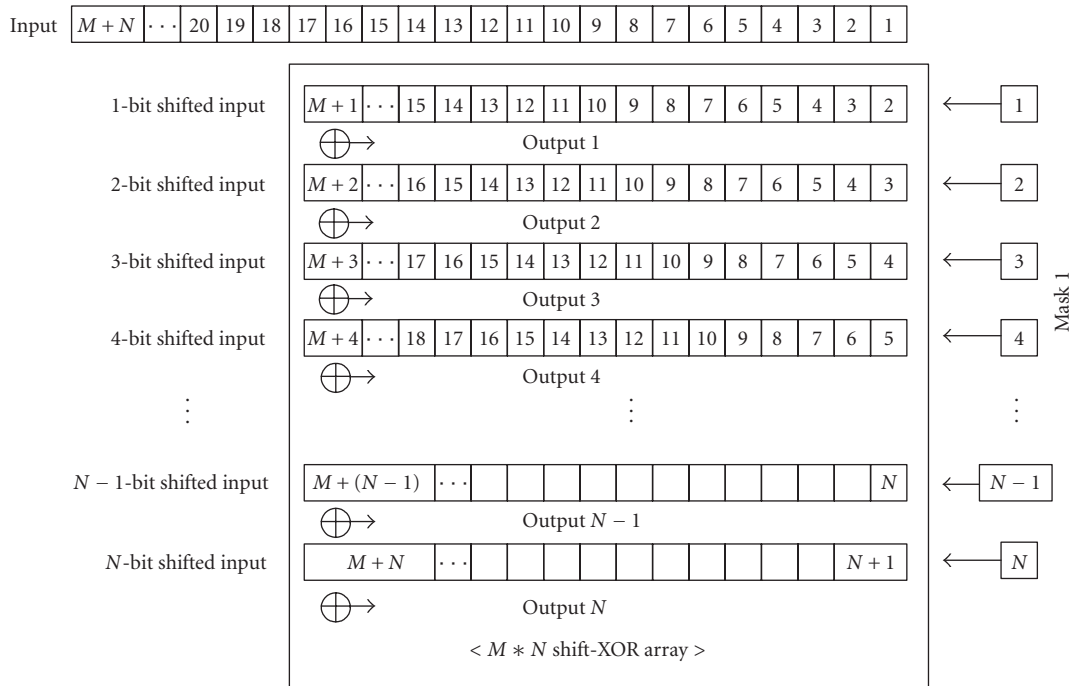 Input M + N · · · 20 19 18 17 16 15 14 13 12 11 10 9 8 7 6 5 4 3 2 1
1-bit shifted input M + 1 · · · 15 14 13 12 11 10 9 8 7 6 5 4 3 2 1
Output 1
2-bit shifted input M + 2 · · · 16 15 14 13 12 11 10 9 8 7 6 5 4 3 2
Output 2
3-bit shifted input M + 3 · · · 17 16 15 14 13 12 11 10 9 8 7 6 5 4 3
Output 3
4-bit shifted input M + 4 · · · 18 17 16 15 14 13 12 11 10 9 8 7 6 5 4
Output 4
⋮ ⋮ ⋮
N − 1-bit shifted input M + (N − 1) · · · N N − 1
Output N − 1
N-bit shifted input M + N · · · N + 1 N
Output N
< M ∗ N shift-XOR array >
Mask 1